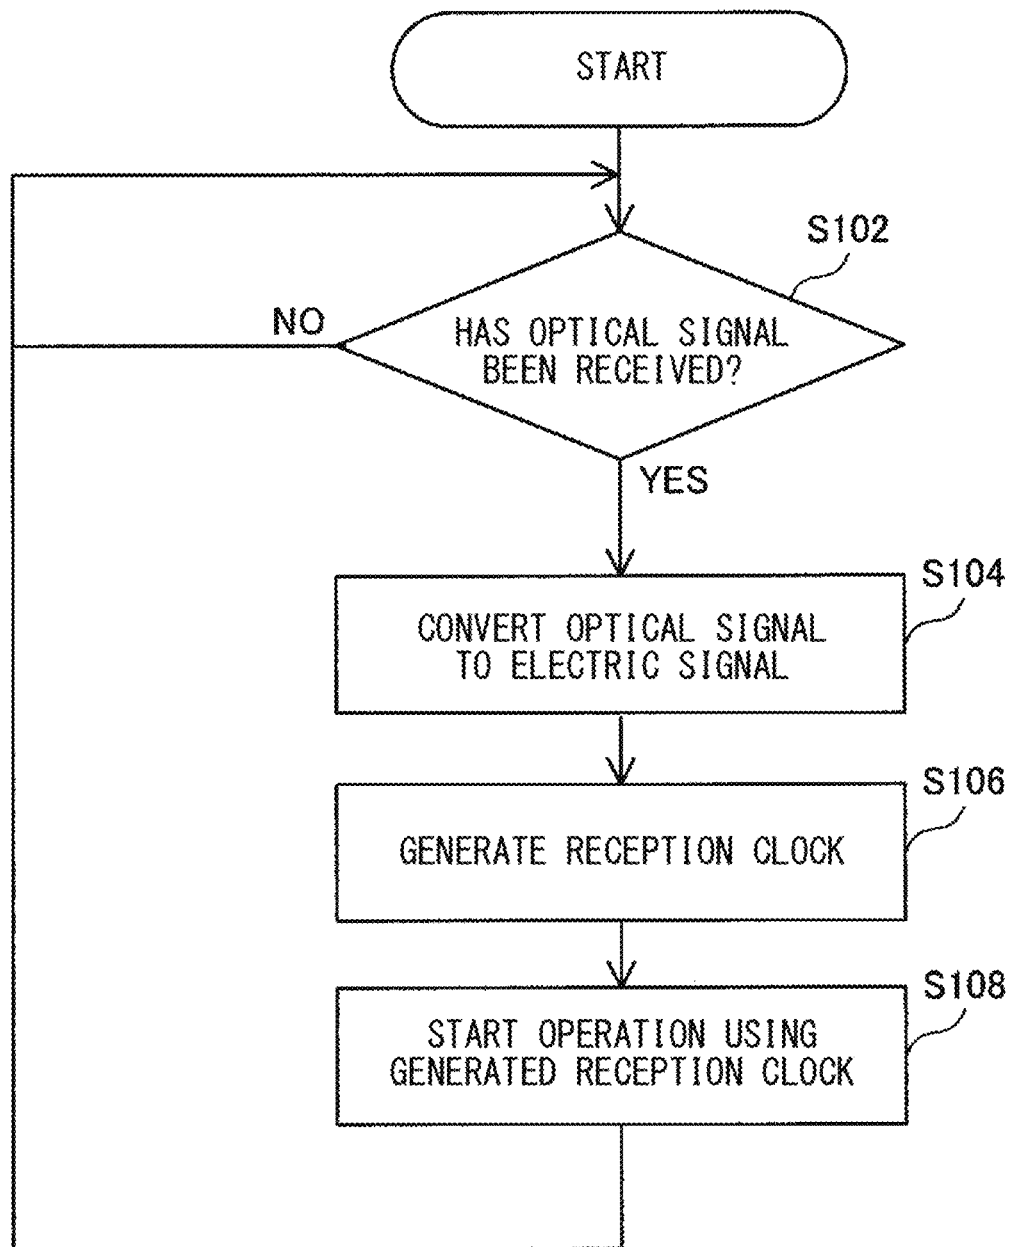 START
S102
NO
HAS OPTICAL SIGNAL
BEEN RECEIVED?
YES
S104
CONVERT OPTICAL SIGNAL
TO ELECTRIC SIGNAL
S106
GENERATE RECEPTION CLOCK
S108
START OPERATION USING
GENERATED RECEPTION CLOCK